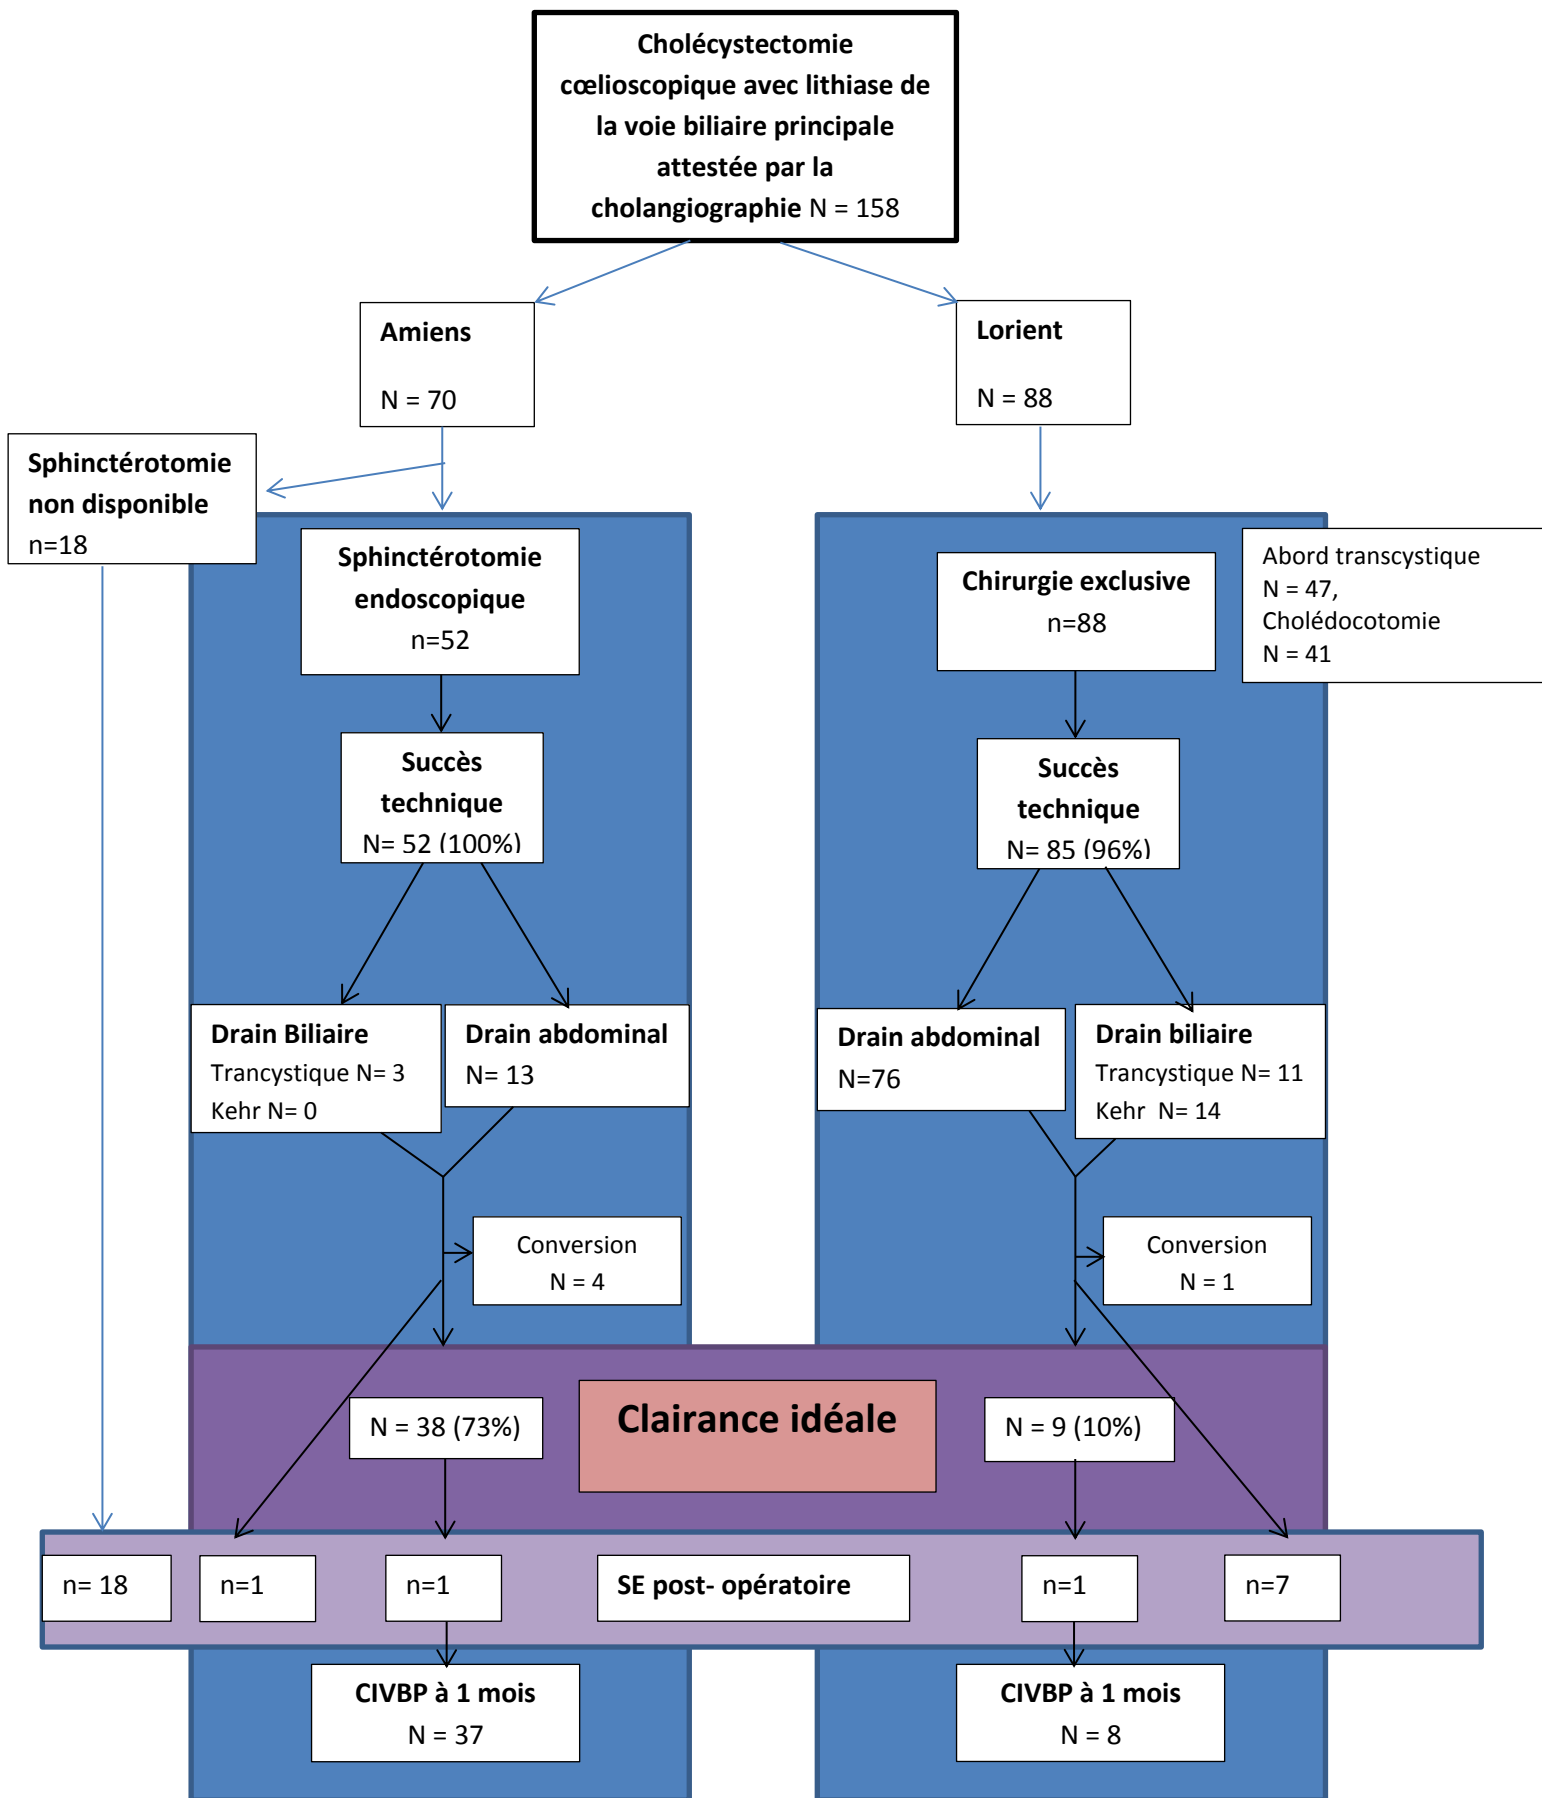 Cholécystectomie
cœlioscopique avec lithiase de
la voie biliaire principale
attestée par la
cholangiographie N = 158
Amiens
N = 70
Lorient
N = 88
Sphinctérotomie
non disponible
n=18
Sphinctérotomie
endoscopique
n=52
Chirurgie exclusive
n=88
Abord transcystique
N = 47,
Cholédocotomie
N = 41
Succès
technique
N= 52 (100%)
Succès
technique
N= 85 (96%)
Drain Biliaire
Trancystique N= 3
Kehr N= 0
Drain abdominal
N= 13
Drain abdominal
N=76
Drain biliaire
Trancystique N= 11
Kehr N= 14
Conversion
N = 4
Conversion
N = 1
N = 38 (73%)
Clairance idéale
N = 9 (10%)
n= 18
n=1
n=1
SE post- opératoire
n=1
n=7
CIVBP à 1 mois
N = 37
CIVBP à 1 mois
N = 8